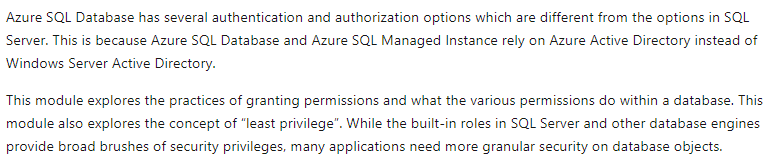 Azure SQL Database has several authentication and authorization options which are different from the options in SQL
Server. This is because Azure SQL Database and Azure SQL Managed Instance rely on Azure Active Directory instead of
Windows Server Active Directory.
This module explores the practices of granting permissions and what the various permissions do within a database. This
module also explores the concept of “least privilege”. While the built-in roles in SQL Server and other database engines
provide broad brushes of security privileges, many applications need more granular security on database objects.